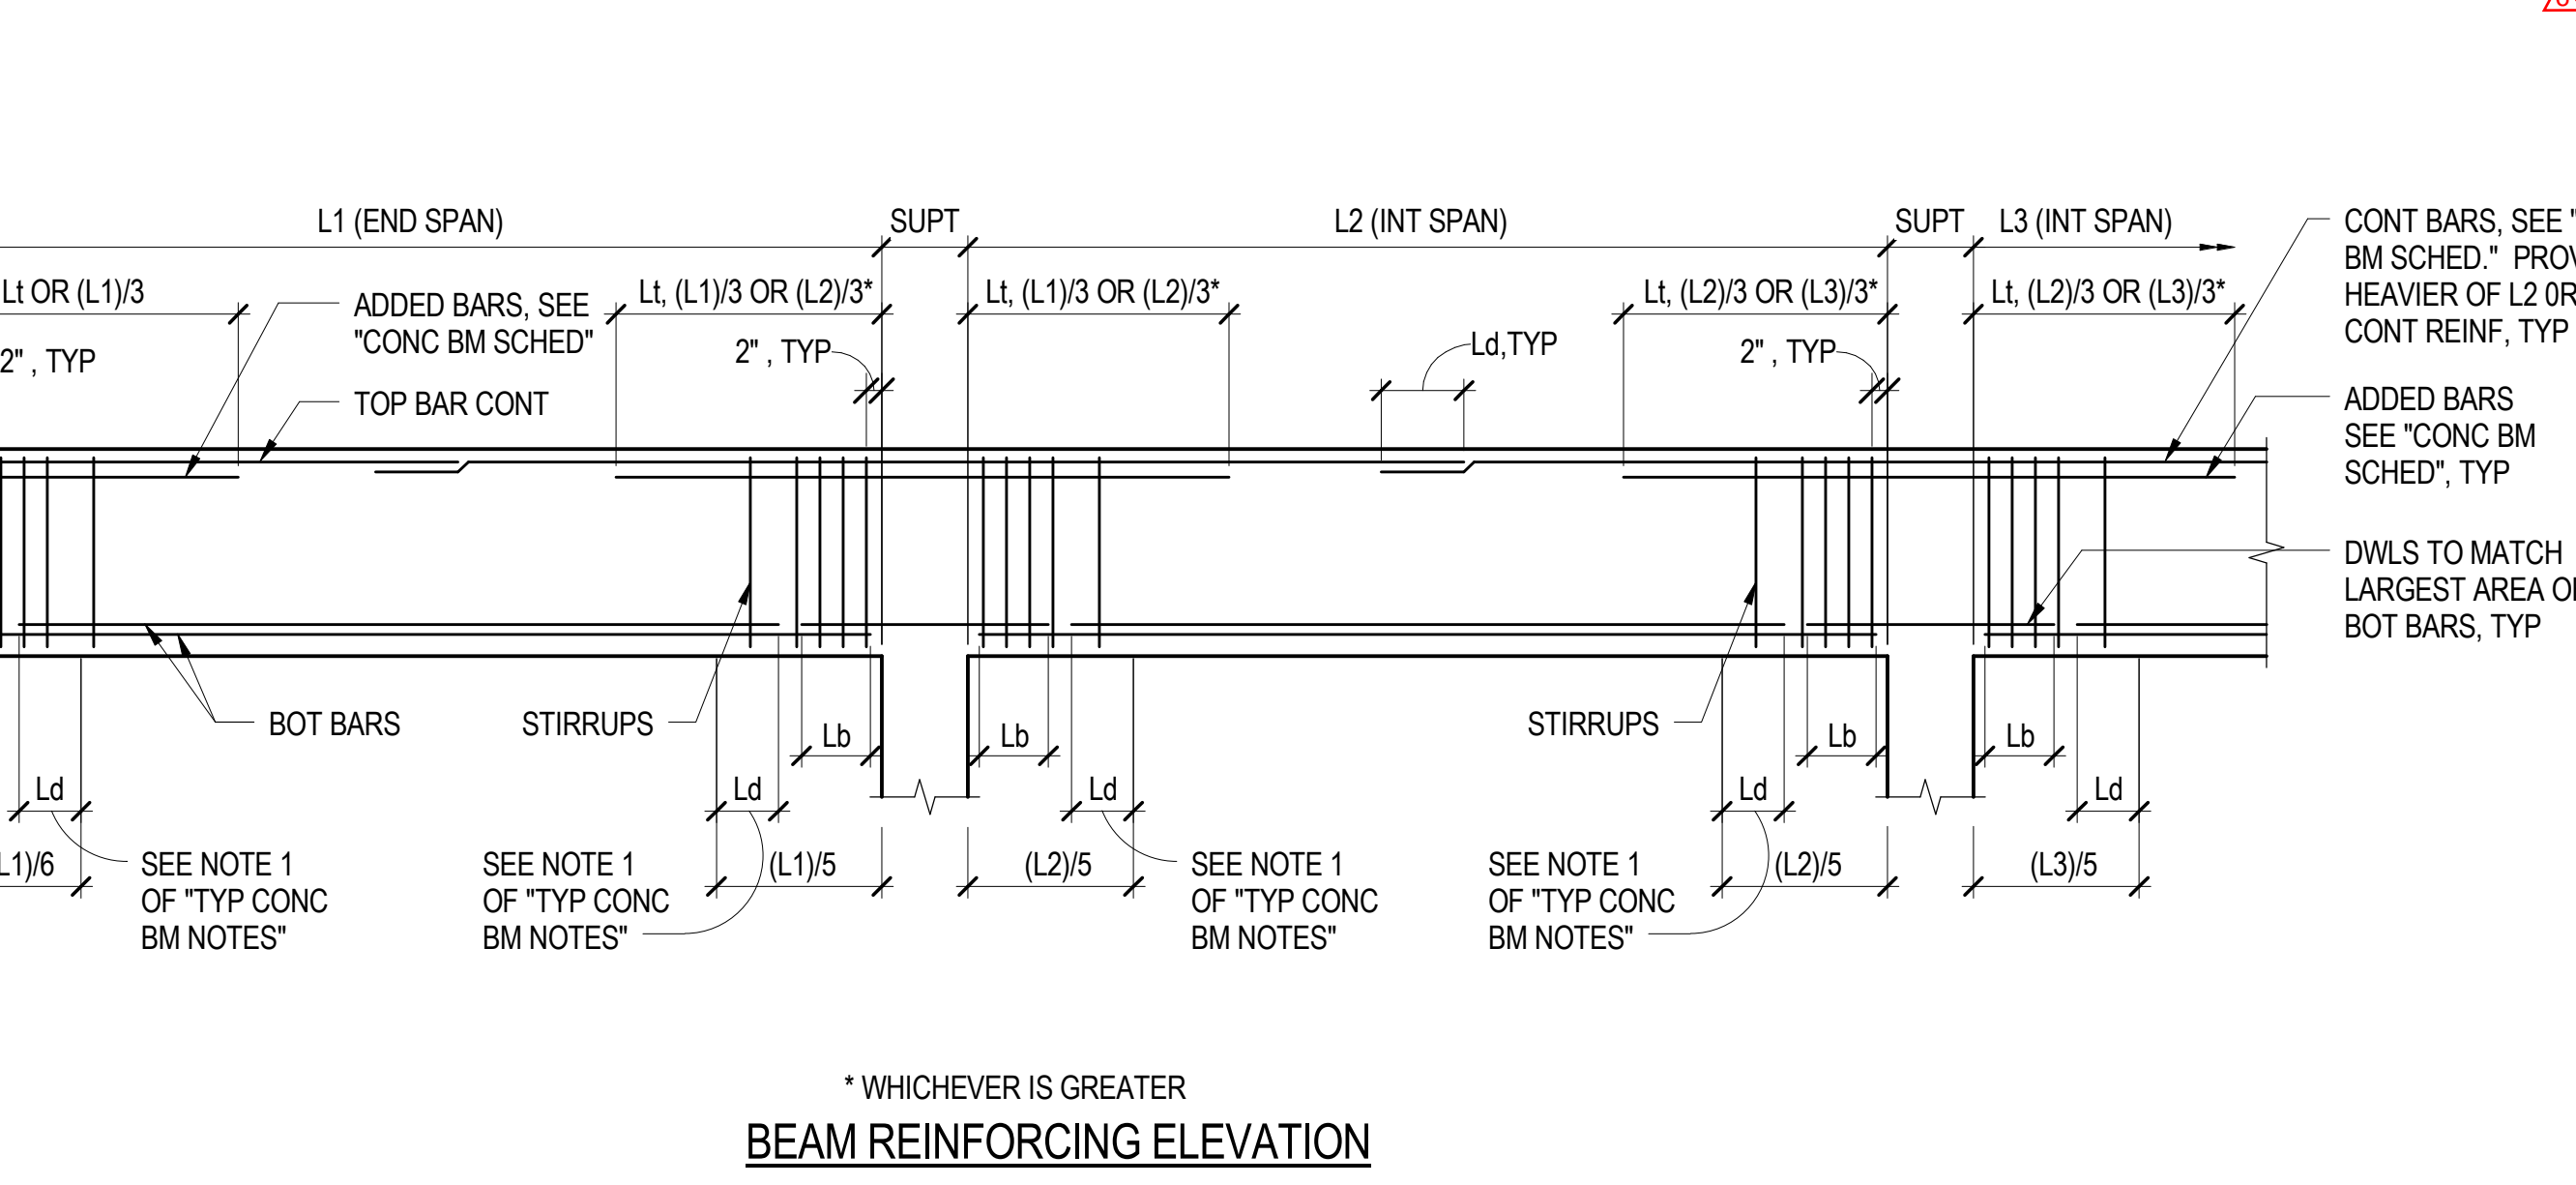 L1 (END SPAN)
SUPT
L2 (INT SPAN)
SUPT
L3 (INT SPAN)
Lt OR (L1)/3
2" , TYP
ADDED BARS, SEE
"CONC BM SCHED"
TOP BAR CONT
Lt, (L1)/3 OR (L2)/3*
2" , TYP
Lt, (L1)/3 OR (L2)/3*
Ld,TYP
Lt, (L2)/3 OR (L3)/3*
2" , TYP
Lt, (L2)/3 OR (L3)/3*
CONT BARS, SEE "
BM SCHED." PROV
HEAVIER OF L2 0R
CONT REINF, TYP
ADDED BARS
SEE "CONC BM
SCHED", TYP
DWLS TO MATCH
LARGEST AREA
BOT BARS, TYP
BOT BARS
STIRRUPS
STIRRUPS
Lb
Lb
Lb
Lb
Ld
Ld
Ld
Ld
Ld
L1)/6
SEE NOTE 1
OF "TYP CONC
BM NOTES"
SEE NOTE 1
OF "TYP CONC
BM NOTES"
(L1)/5
(L2)/5
SEE NOTE 1
OF "TYP CONC
BM NOTES"
SEE NOTE 1
OF "TYP CONC
BM NOTES"
(L2)/5
(L3)/5
* WHICHEVER IS GREATER
BEAM REINFORCING ELEVATION